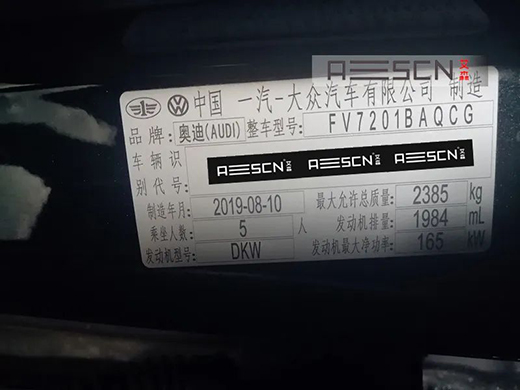 AESCN
中国 一汽-大众汽车有限公司 制造
品牌: 奥迪(AUDI) 整车型号: FV7201BAQCG
车辆识别代号: AESCN AESCN AESCN
制造年月: 2019-08-10 最大允许总质量: 2385 kg
乘坐人数: 5 人 发动机排量: 1984 mL
发动机型号: DKW 发动机最大净功率: 165 kW